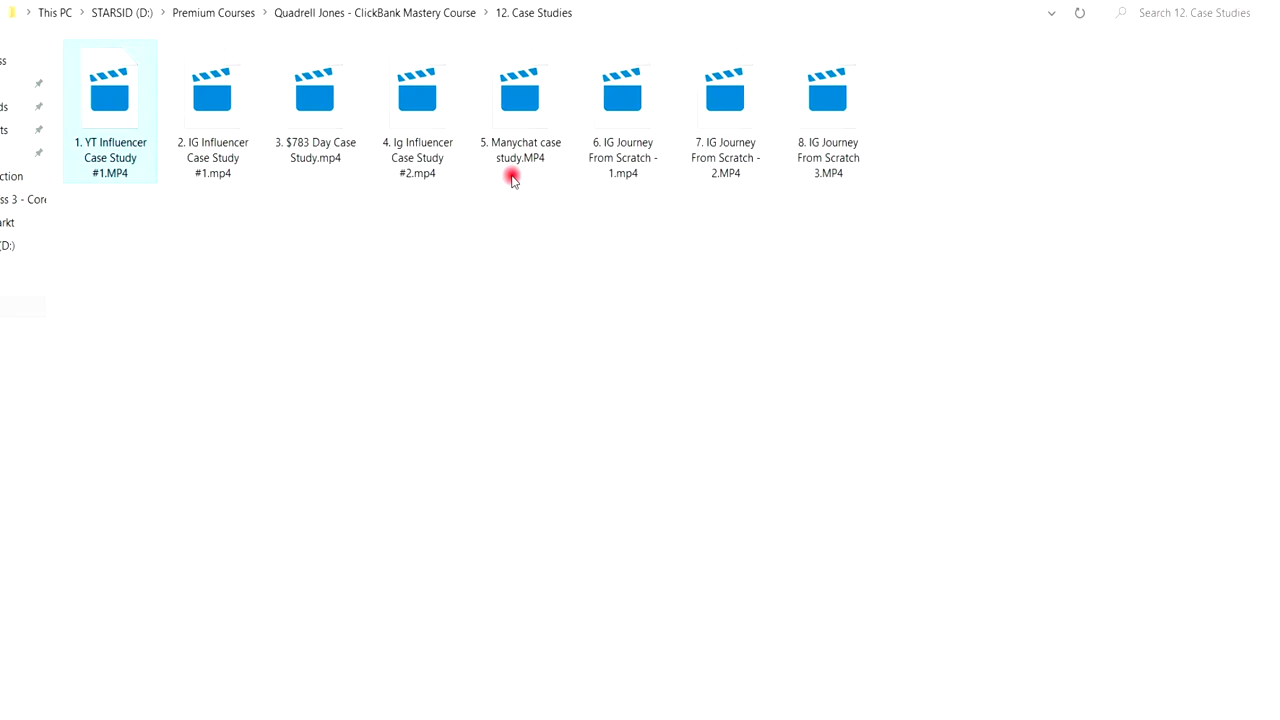 This PC > STARSID (D:) > Premium Courses > Quadrell Jones - ClickBank Mastery Course > 12. Case Studies
Search 12. Case Studies
ss
ds
ts
ction
ss 3 - Core
arkt
(D:)
1. YT Influencer
Case Study
#1.MP4
2. IG Influencer
Case Study
#1.mp4
3. $783 Day Case
Study.mp4
4. Ig Influencer
Case Study
#2.mp4
5. Manychat case
study.MP4
6. IG Journey
From Scratch -
1.mp4
7. IG Journey
From Scratch -
2.MP4
8. IG Journey
From Scratch
3.MP4